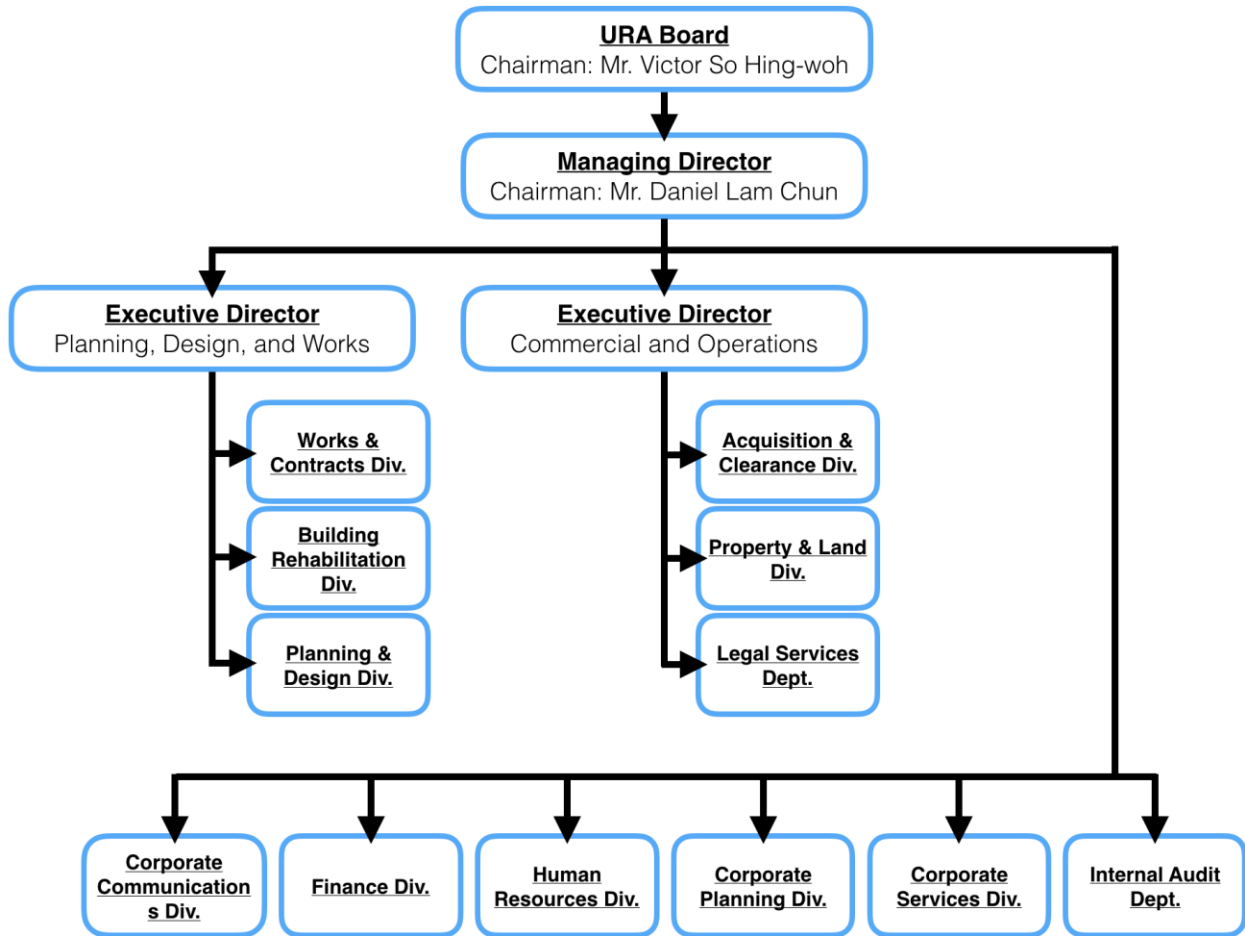 URA Board
Chairman: Mr. Victor So Hing-woh
Managing Director
Chairman: Mr. Daniel Lam Chun
Executive Director
Planning, Design, and Works
Executive Director
Commercial and Operations
Works &
Contracts Div.
Building
Rehabilitation
Div.
Planning &
Design Div.
Acquisition &
Clearance Div.
Property & Land
Div.
Legal Services
Dept.
Corporate
Communication
s Div.
Finance Div.
Human
Resources Div.
Corporate
Planning Div.
Corporate
Services Div.
Internal Audit
Dept.